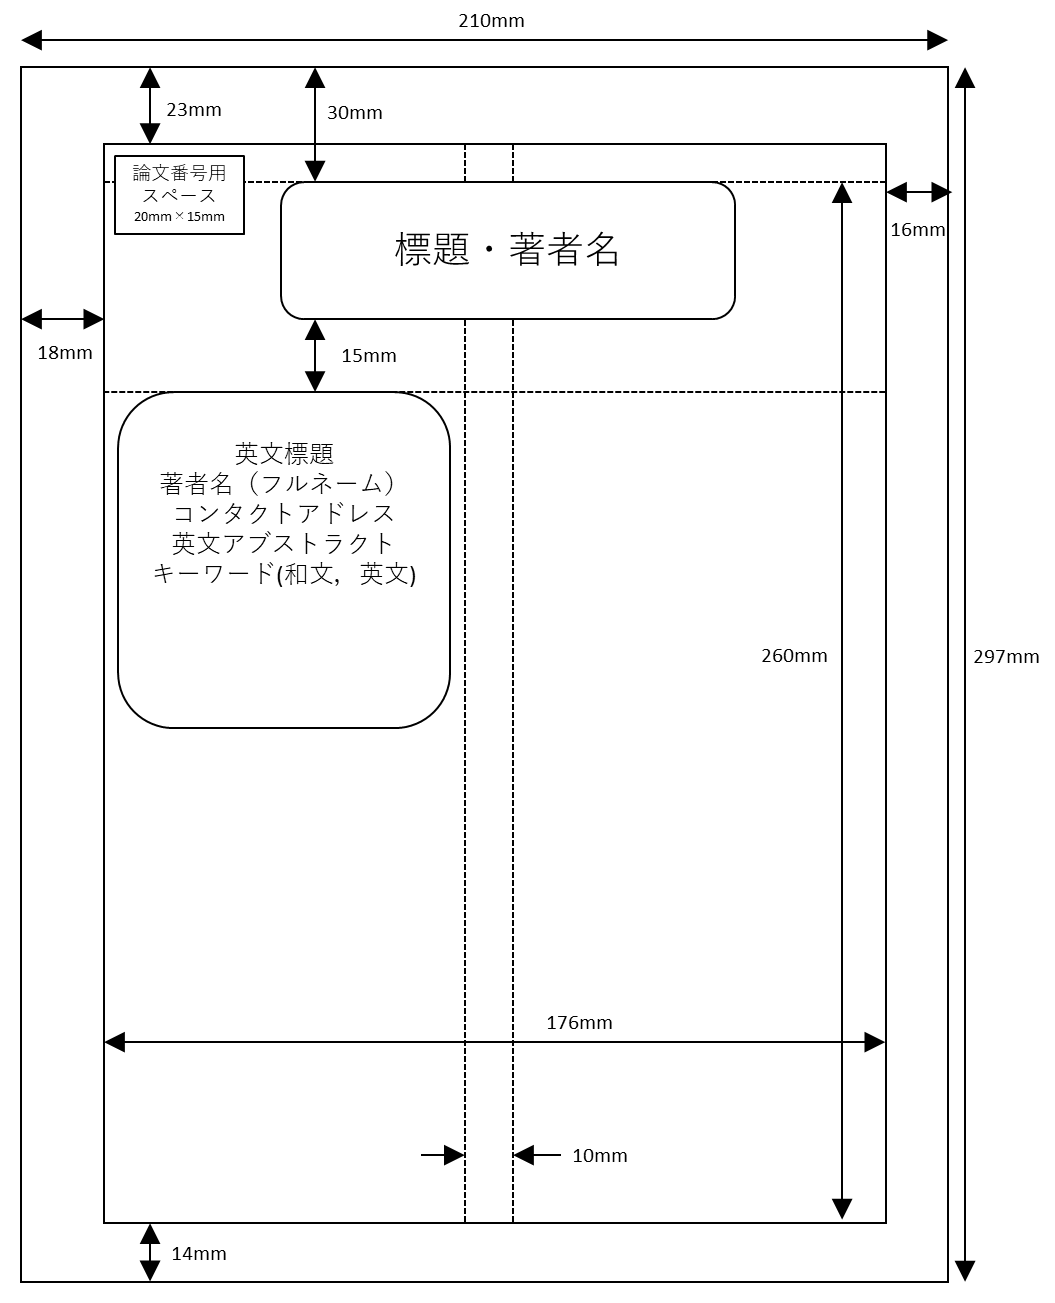 210mm
23mm
30mm
論文番号用
スペース
20mm×15mm
標題・著者名
16mm
18mm
15mm
英文標題
著者名（フルネーム）
コンタクトアドレス
英文アブストラクト
キーワード(和文，英文)
260mm
297mm
176mm
10mm
14mm